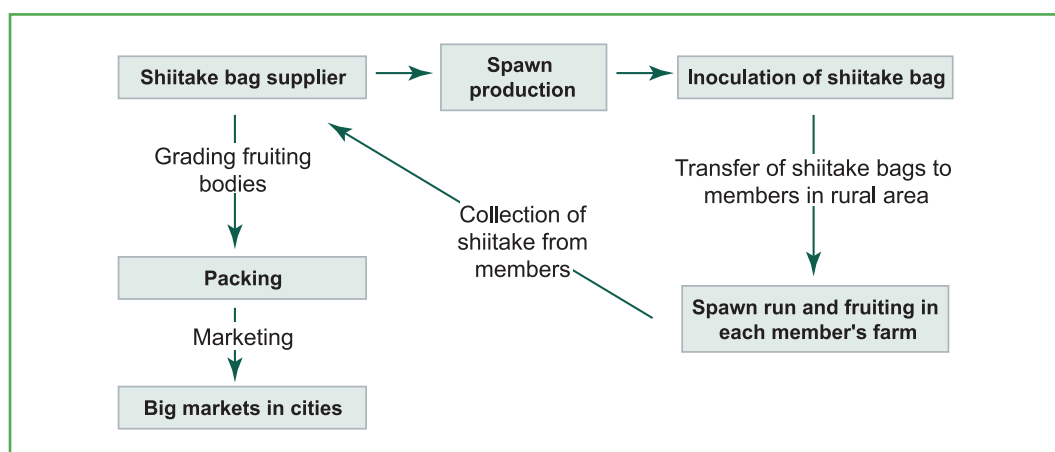 Shiitake bag supplier
Spawn
production
Inoculation of shiitake bag
Grading fruiting
bodies
Transfer of shiitake bags to
members in rural area
Collection of
shiitake from
members
Packing
Spawn run and fruiting in
each member's farm
Marketing
Big markets in cities